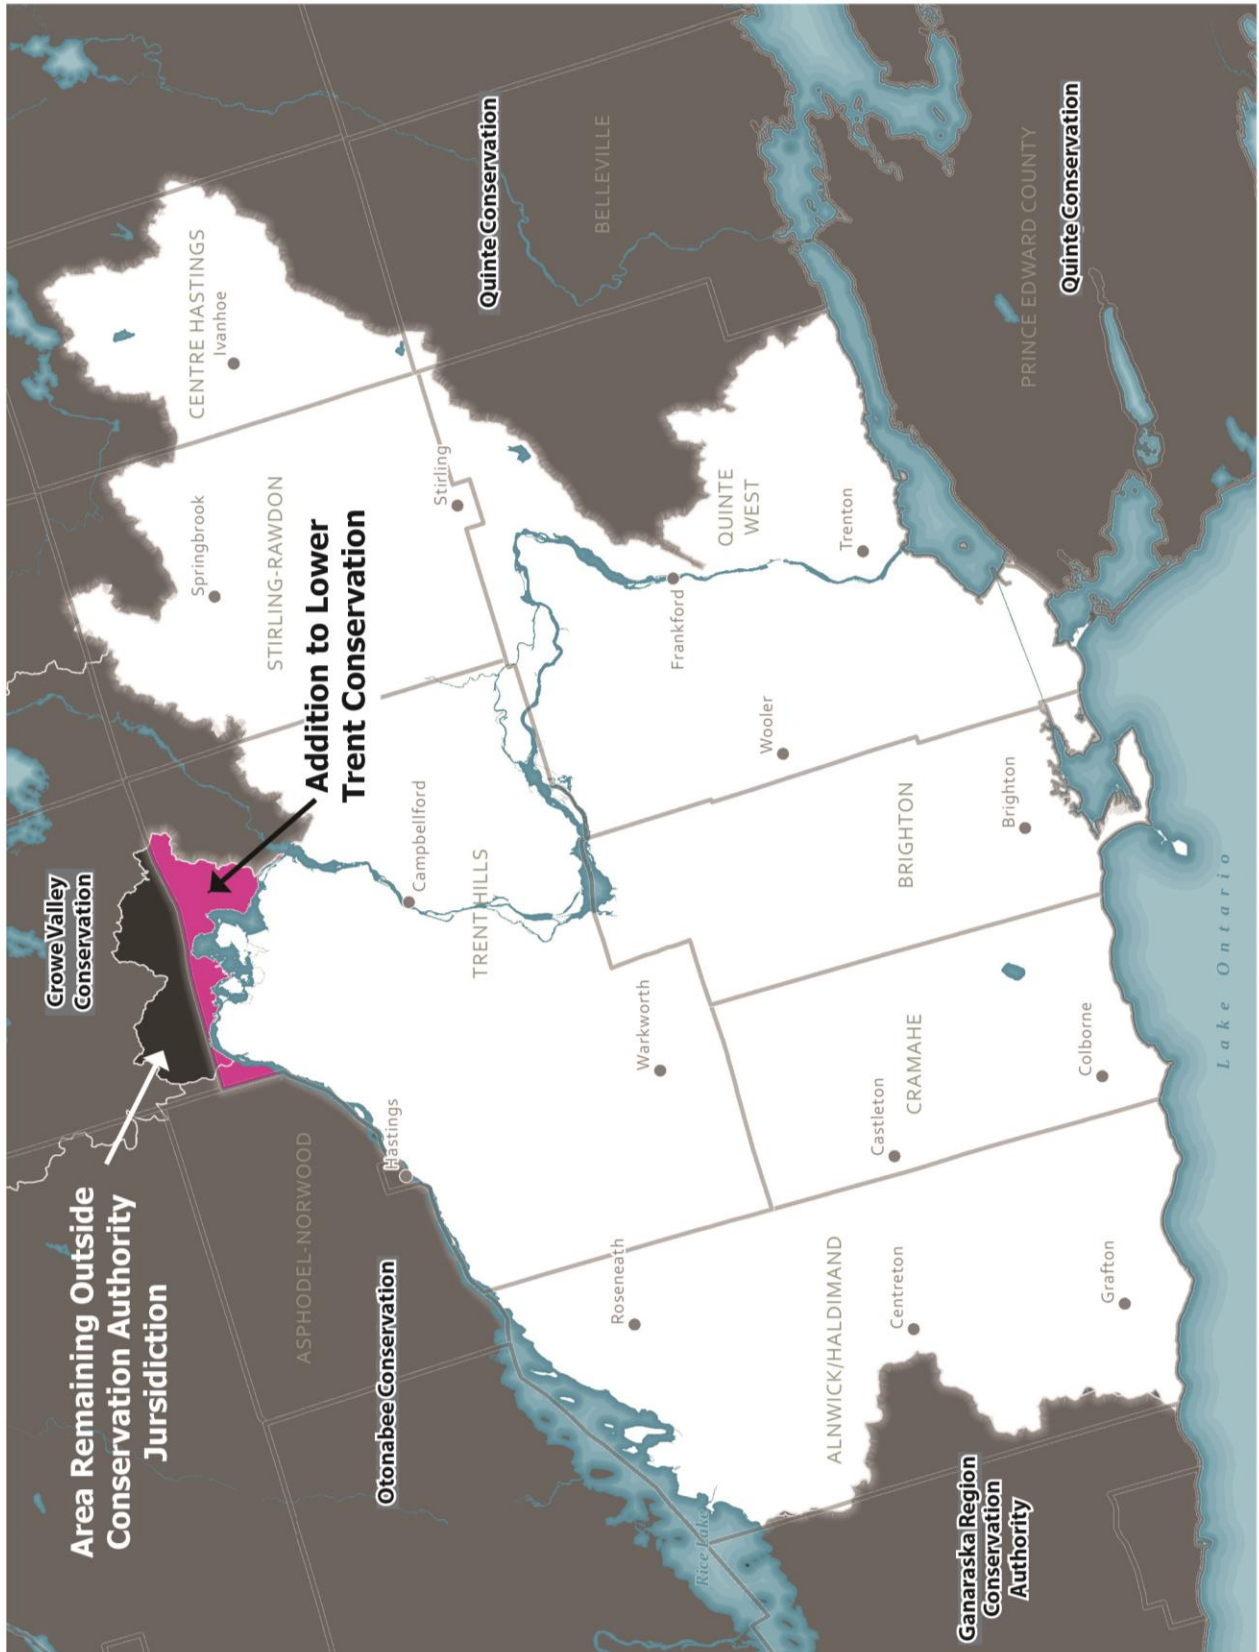 Area Remaining Outside
Conservation Authority
Jursidiction
Crowe Valley
Conservation
CENTRE HASTINGS
Ivanhoe
Springbrook
STIRLING-RAWDON
ASPHODEL-NORWOOD
Addition to Lower
Trent Conservation
Otonabee Conservation
Hastings
Campbellford
Stirling
Quinte Conservation
TRENT HILLS
BELLEVILLE
Roseneath
Warkworth
Frankford
Rice Lake
QUINTE
WEST
Wooler
Trenton
ALNWICK/HALDIMAND
Castleton
Centreton
CRAMAHE
BRIGHTON
Ganaraska Region
Conservation
Authority
Brighton
PRINCE EDWARD COUNTY
Quinte Conservation
Colborne
Grafton
Lake Ontario